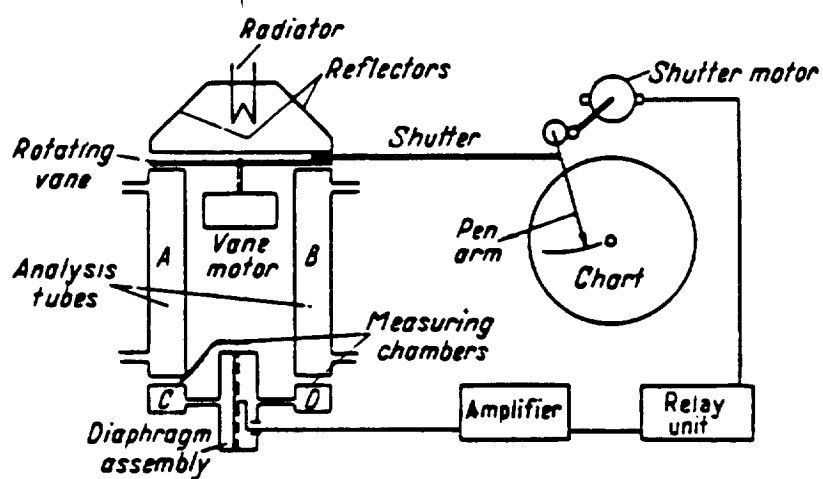 Radiator
Reflectors
Shutter motor
Shutter
Rotating
vane
A
B
Vane
motor
Pen
arm
Chart
Analysis
tubes
Measuring
chambers
C
D
Amplifier
Relay
unit
Diaphragm
assembly